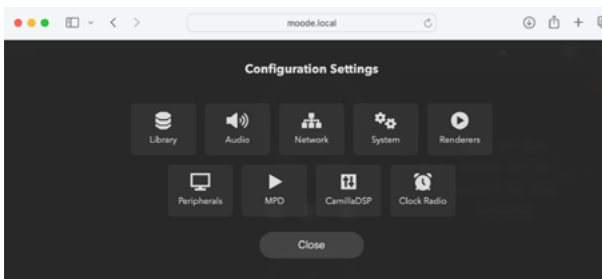 moode.local
Configuration Settings
Library Audio Network System Renderers
Peripherals MPD CamillaDSP Clock Radio
Close